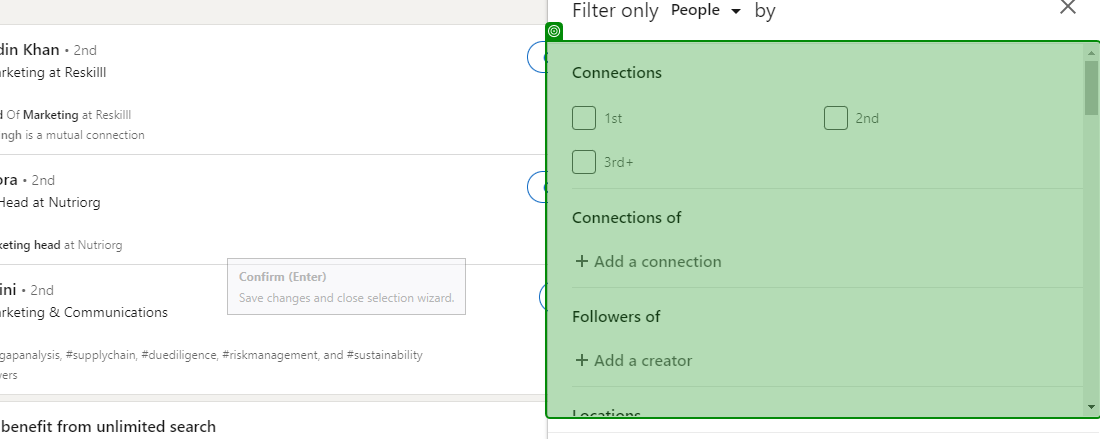 din Khan • 2nd
rketing at Reskilll
d Of Marketing at Reskilll
ngh is a mutual connection
ora • 2nd
Head at Nutriorg
keting head at Nutriorg
Confirm (Enter)
Save changes and close selection wizard.
ini • 2nd
rketing & Communications
gapanalysis, #supplychain, #duediligence, #riskmanagement, and #sustainability
vers
benefit from unlimited search
Filter only People by
Connections
1st
2nd
3rd+
Connections of
+ Add a connection
Followers of
+ Add a creator
Locations